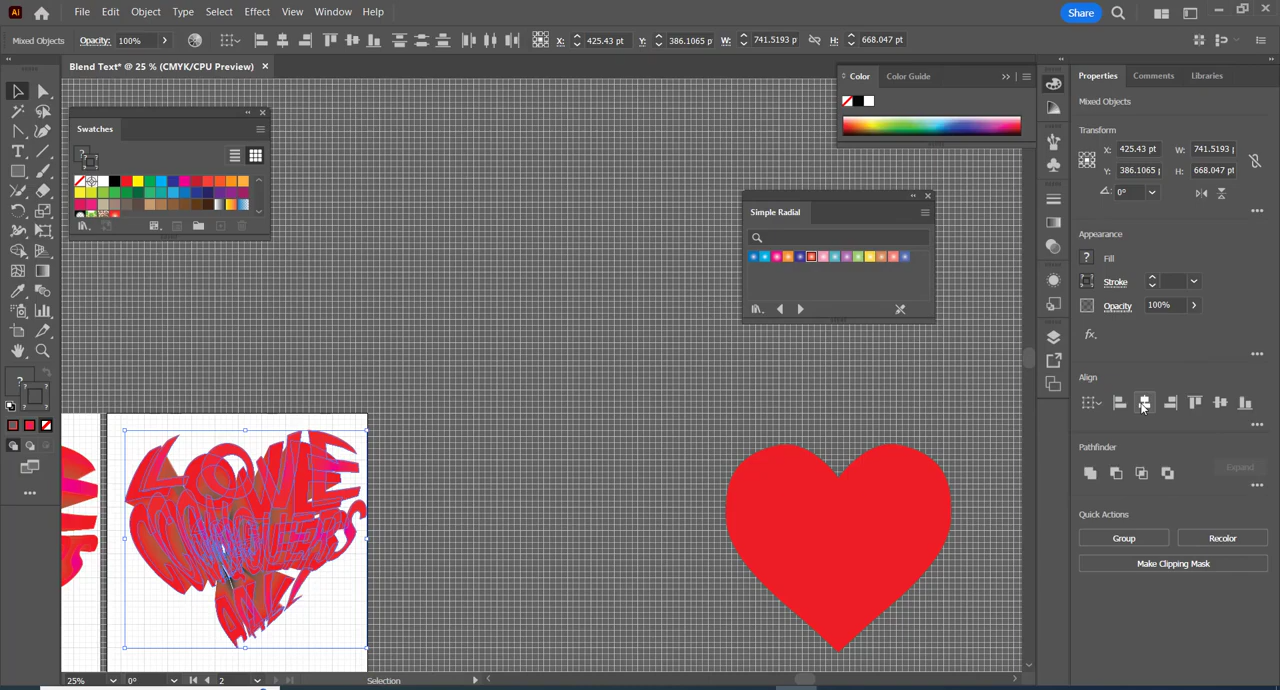 Ai File Edit Object Type Select Effect View Window Help Share
Mixed Objects Opacity: 100% X: 425.43 pt Y: 386.1065 p W: 741.5193 p H: 668.047 pt
Blend Text* @ 25 % (CMYK/CPU Preview) ×
Color Color Guide
Properties Comments Libraries
Mixed Objects
Swatches
Transform
X: 425.43 pt W: 741.5193 p
Y: 386.1065 p H: 668.047 pt
0°
Simple Radial
Appearance
Fill
Stroke
Opacity 100%
fx.
Align
Pathfinder
Expand
Quick Actions
Group Recolor
Make Clipping Mask
LOVE
25% 0° 2 Selection